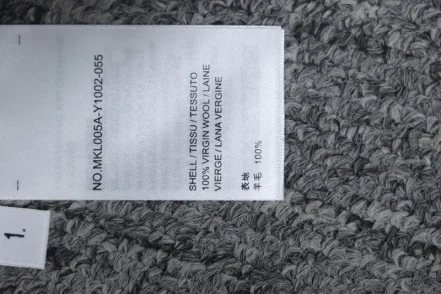 NO.MKL005A-Y1002-055
SHELL / TISSU / TESSUTO
100% VIRGIN WOOL / LAINE
VIERGE / LANA VERGINE
表地
羊毛 100%
1.